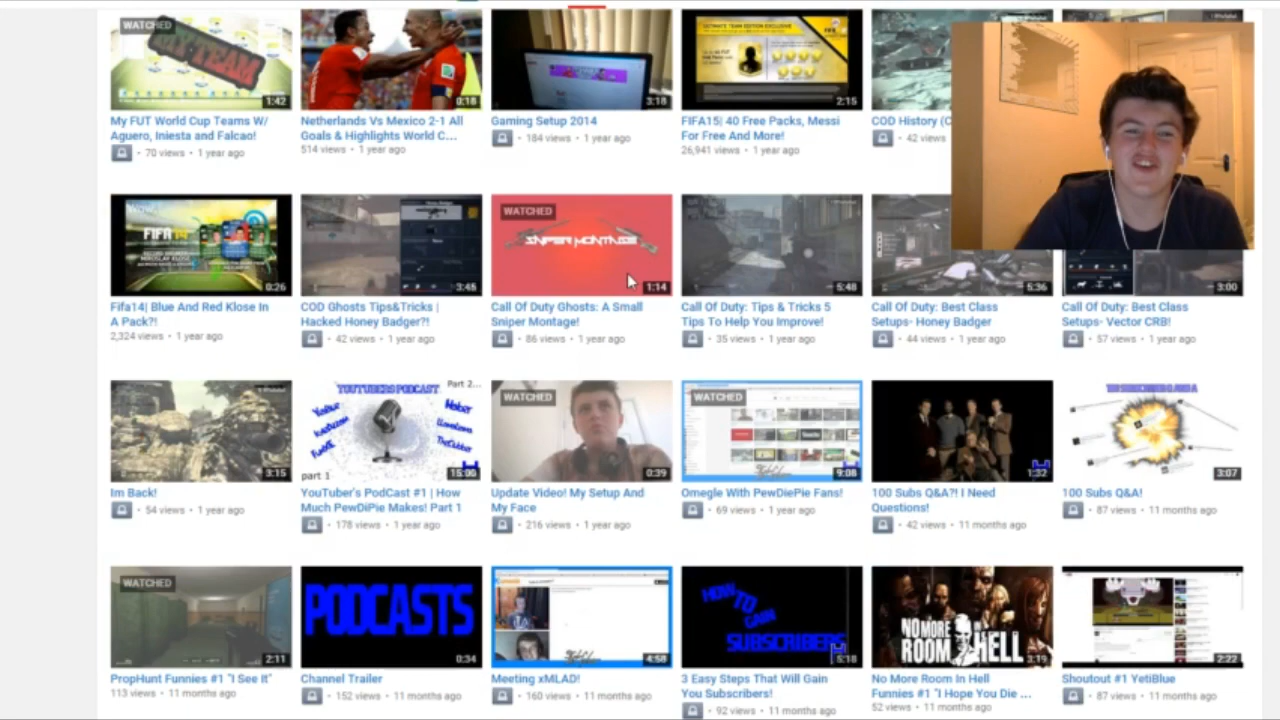 WATCHED
MY TEAM
1:42
0:18
3:18
2:15
My FUT World Cup Teams W/
Aguero, Iniesta and Falcao!
70 views • 1 year ago
Netherlands Vs Mexico 2-1 All
Goals & Highlights World C...
514 views • 1 year ago
Gaming Setup 2014
184 views • 1 year ago
ULTIMATE TEAM EDITION EXCLUSIVE
FIFA15| 40 Free Packs, Messi
For Free And More!
26,941 views • 1 year ago
COD History (C
42 views
FIFA 14
0:26
3:45
WATCHED
SNIPER MONTAGE
1:14
5:48
5:36
3:00
Fifa14| Blue And Red Klose In
A Pack?!
2,324 views • 1 year ago
COD Ghosts Tips&Tricks |
Hacked Honey Badger?!
42 views • 1 year ago
Call Of Duty Ghosts: A Small
Sniper Montage!
86 views • 1 year ago
Call Of Duty: Tips & Tricks 5
Tips To Help You Improve!
35 views • 1 year ago
Call Of Duty: Best Class
Setups- Honey Badger
44 views • 1 year ago
Call Of Duty: Best Class
Setups- Vector CRB!
57 views • 1 year ago
3:15
YOUTUBERS PODCAST
Part 2...
part 1
15:00
WATCHED
0:39
WATCHED
9:08
1:32
3:07
Im Back!
54 views • 1 year ago
YouTuber's PodCast #1 | How
Much PewDiPie Makes! Part 1
178 views • 1 year ago
Update Video! My Setup And
My Face
216 views • 1 year ago
Omegle With PewDiePie Fans!
69 views • 1 year ago
100 Subs Q&A?! I Need
Questions!
42 views • 11 months ago
100 Subs Q&A!
87 views • 11 months ago
WATCHED
2:11
PODCASTS
0:34
4:58
HOW
TO
GAIN
SUBSCRIBERS
5:18
NO MORE
ROOM IN
HELL
3:19
2:22
PropHunt Funnies #1 "I See It"
113 views • 11 months ago
Channel Trailer
152 views • 11 months ago
Meeting xMLAD!
160 views • 11 months ago
3 Easy Steps That Will Gain
You Subscribers!
92 views • 11 months ago
No More Room In Hell
Funnies #1 "I Hope You Die ...
52 views • 11 months ago
Shoutout #1 YetiBlue
87 views • 11 months ago